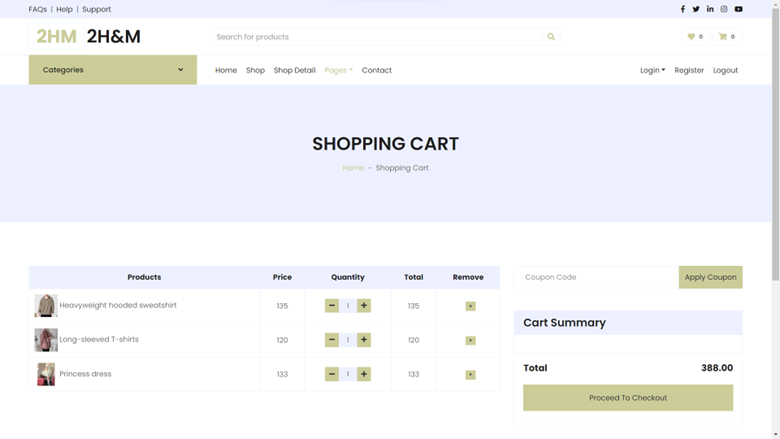 FAQs | Help | Support
2HM 2H&M
Search for products
0
0
Categories
Home Shop Shop Detail Pages Contact
Login Register Logout
SHOPPING CART
Home - Shopping Cart
Products Price Quantity Total Remove
Heavyweight hooded sweatshirt 135 - 1 + 135
Long-sleeved T-shirts 120 - 1 + 120
Princess dress 133 - 1 + 133
Coupon Code Apply Coupon
Cart Summary
Total 388.00
Proceed To Checkout